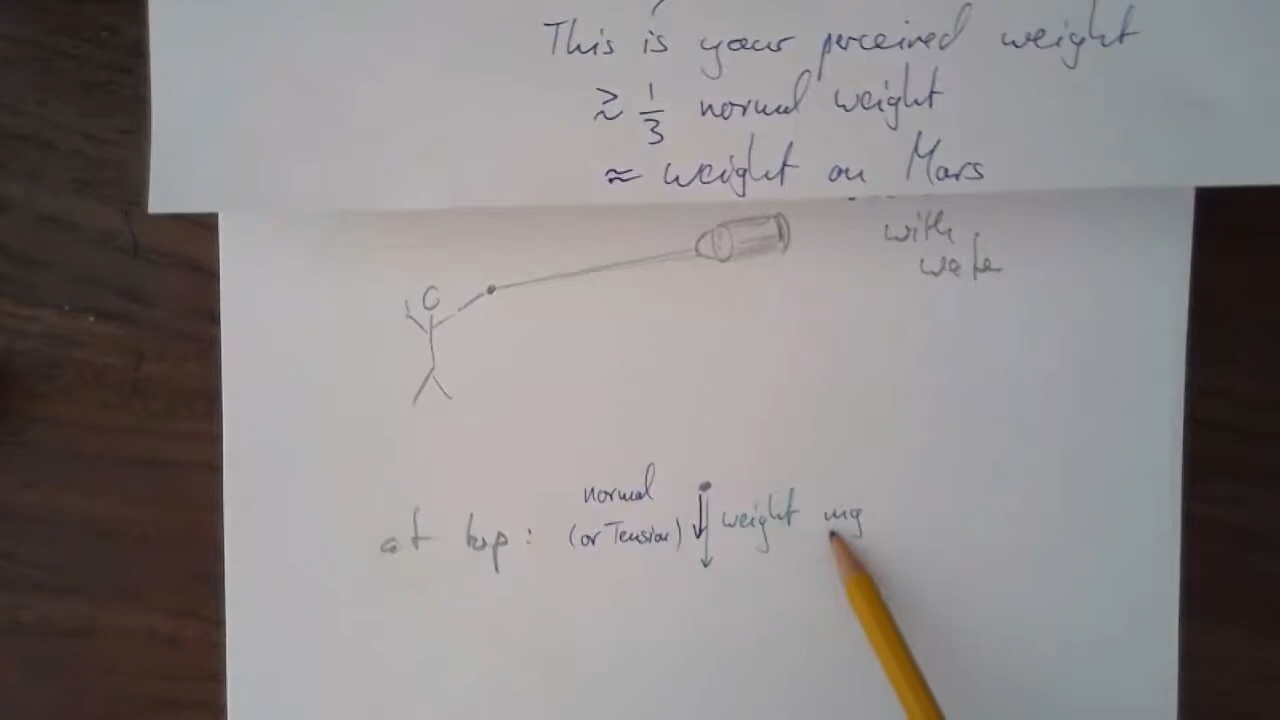 This is your perceived weight
≳ 1/3 normal weight
≈ weight on Mars
with
water
normal
at top: (or Tension) weight mg